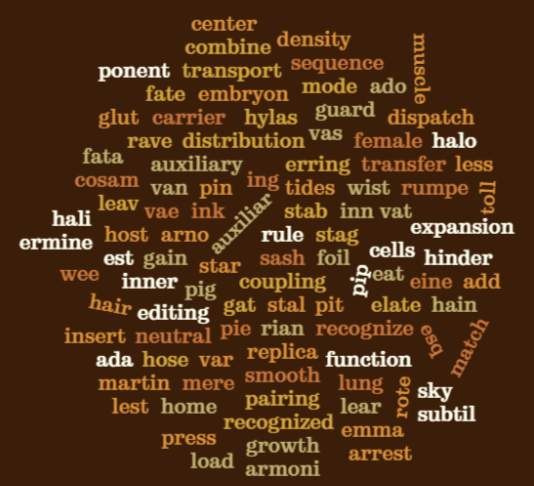 center
combine density
ponent transport sequence muscle
fate embryon mode ado
glut carrier hylas guard dispatch
rave distribution vas female halo
fata auxiliary erring transfer less
cosam van pin ing tides wist rumpe toll
leav vae ink auxiliar stab inn vat
hali expansion
ermine host arno rule stag
est gain sash foil cells hinder
wee inner pig star coupling pip eat eine add
hair editing gat stal pit elate hain
insert neutral pie rian recognize esq match
ada hose var replica function
martin mere smooth lung rote sky
lest home pairing lear subtil
recognized
press growth emma
load armoni arrest